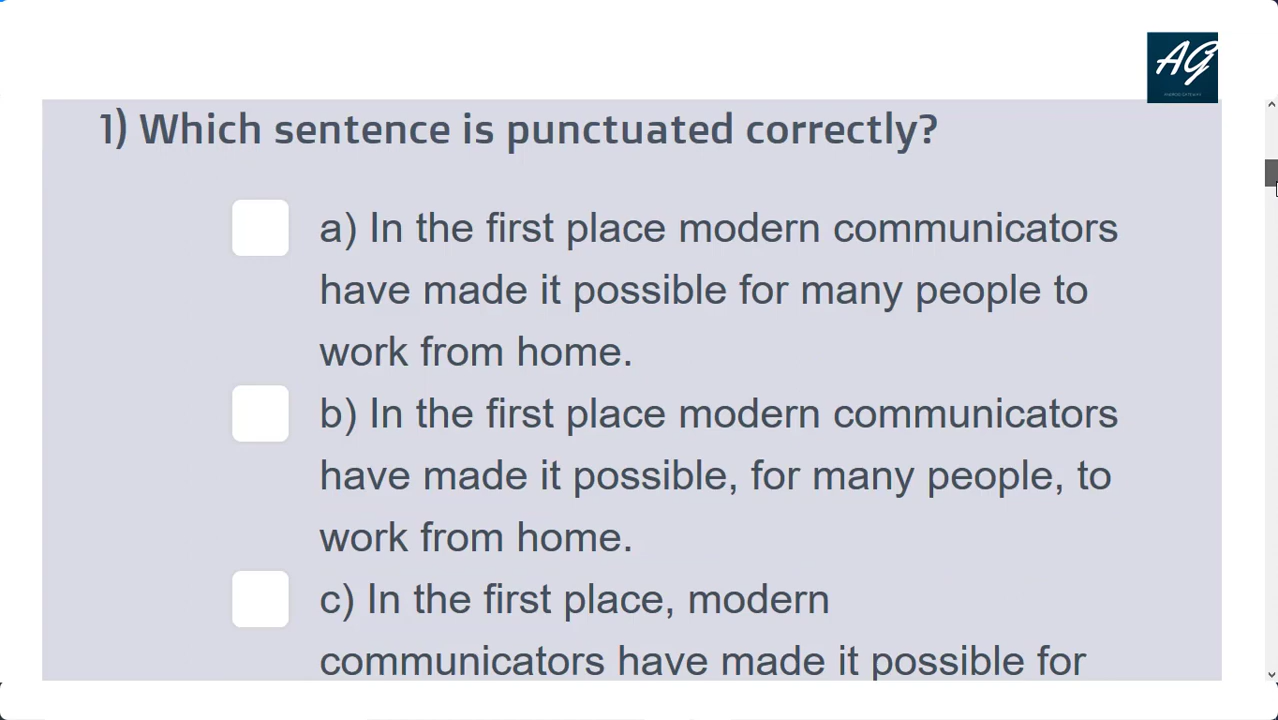 AG
1) Which sentence is punctuated correctly?
a) In the first place modern communicators
have made it possible for many people to
work from home.
b) In the first place modern communicators
have made it possible, for many people, to
work from home.
c) In the first place, modern
communicators have made it possible for